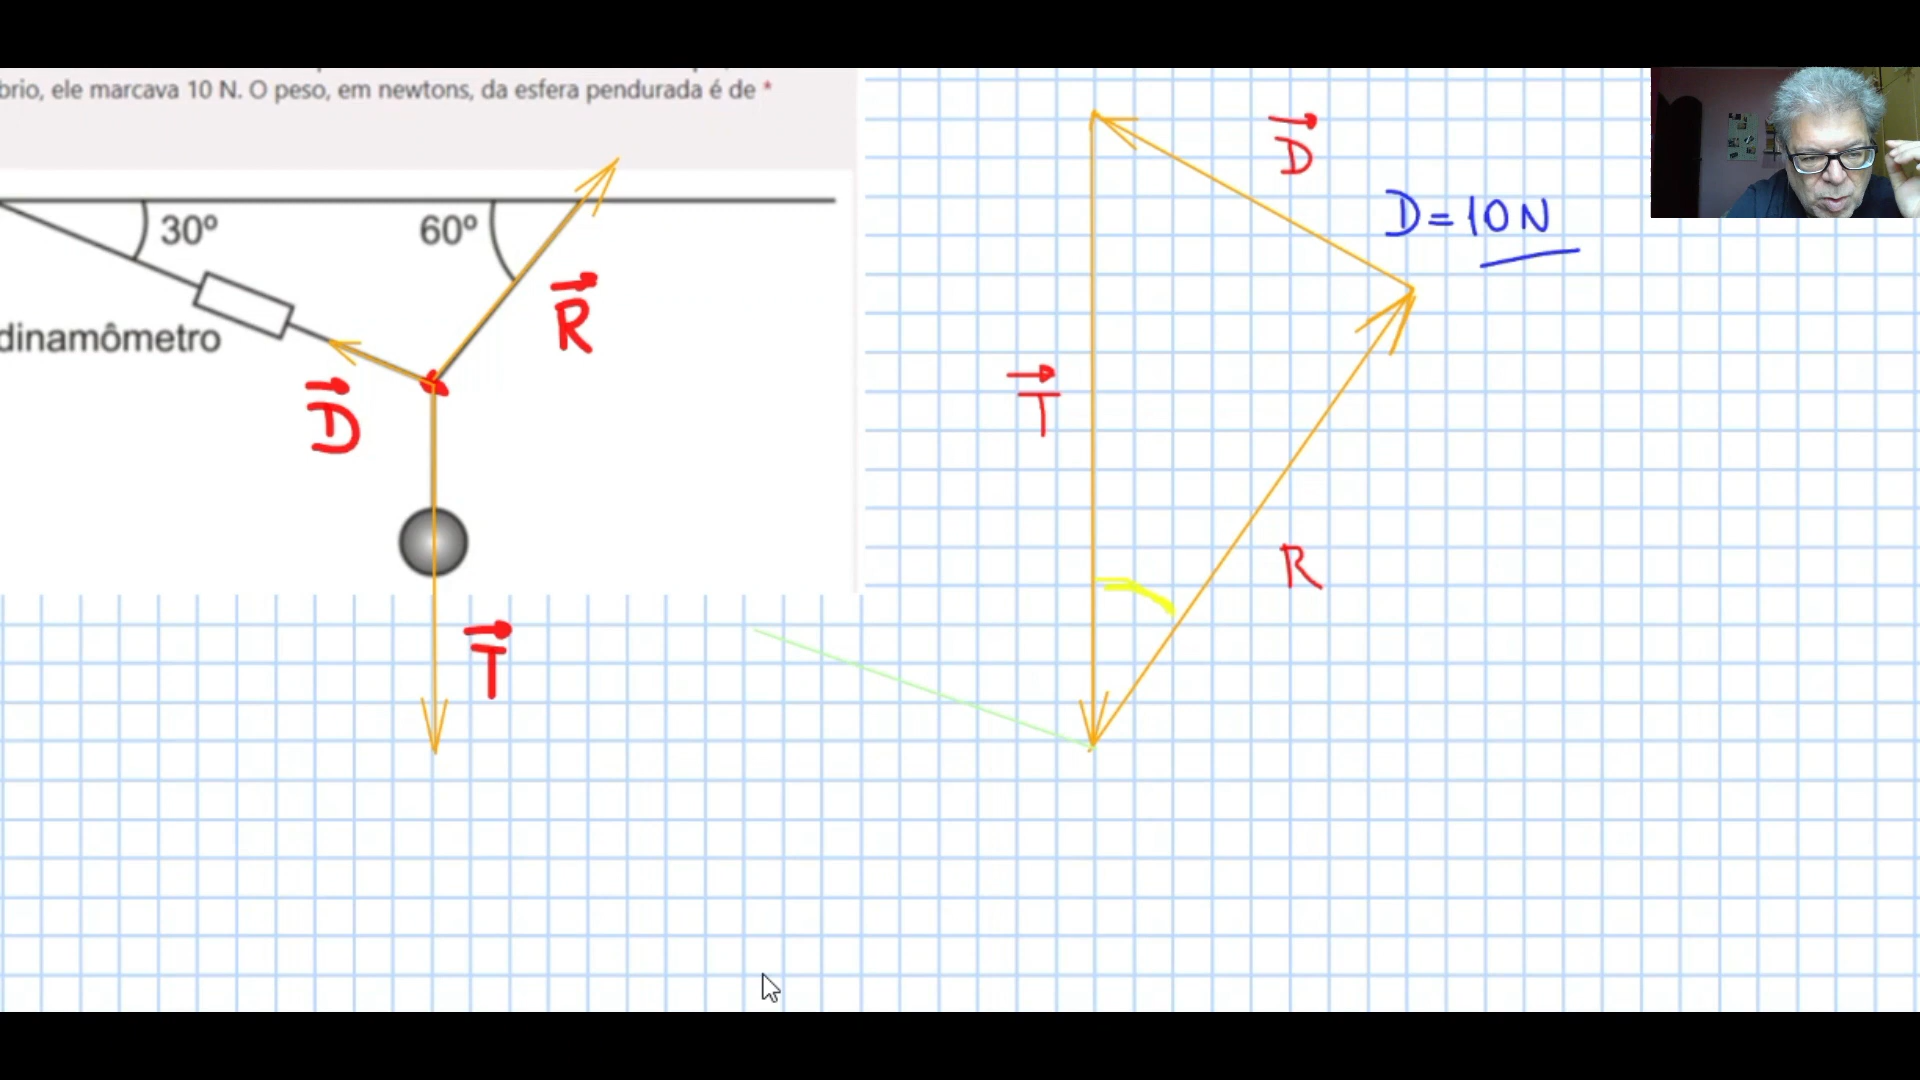 brio, ele marcava 10 N. O peso, em newtons, da esfera pendurada é de *
30º
60º
dinamômetro
R
D
T
D
D = 10 N
T
R